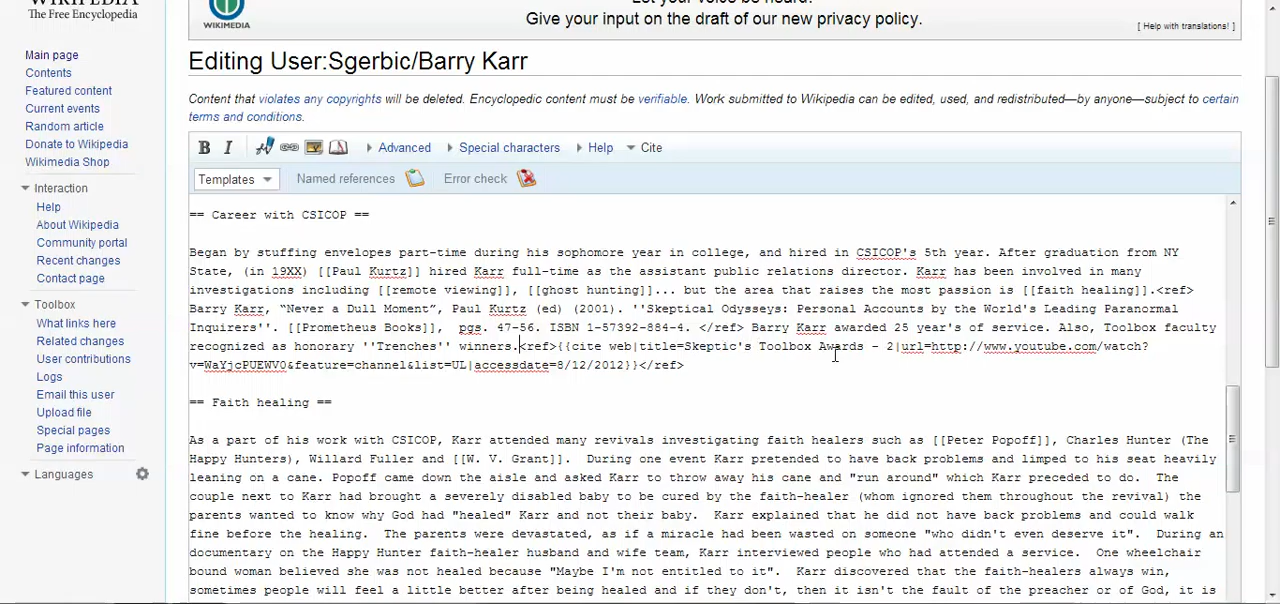 WIKIPEDIA
The Free Encyclopedia
Main page
Contents
Featured content
Current events
Random article
Donate to Wikipedia
Wikimedia Shop
Interaction
Help
About Wikipedia
Community portal
Recent changes
Contact page
Toolbox
What links here
Related changes
User contributions
Logs
Email this user
Upload file
Special pages
Page information
Languages
WIKIMEDIA
Let your voice be heard.
Give your input on the draft of our new privacy policy.
[ Help with translations! ]
Editing User:Sgerbic/Barry Karr
Content that violates any copyrights will be deleted. Encyclopedic content must be verifiable. Work submitted to Wikipedia can be edited, used, and redistributed—by anyone—subject to certain
terms and conditions.
B I Advanced Special characters Help Cite
Templates Named references Error check
== Career with CSICOP ==
Began by stuffing envelopes part-time during his sophomore year in college, and hired in CSICOP's 5th year. After graduation from NY
State, (in 19XX) [[Paul Kurtz]] hired Karr full-time as the assistant public relations director. Karr has been involved in many
investigations including [[remote viewing]], [[ghost hunting]]... but the area that raises the most passion is [[faith healing]].<ref>
Barry Karr, “Never a Dull Moment”, Paul Kurtz (ed) (2001). ''Skeptical Odysseys: Personal Accounts by the World's Leading Paranormal
Inquirers''. [[Prometheus Books]], pgs. 47-56. ISBN 1-57392-884-4. </ref> Barry Karr awarded 25 year's of service. Also, Toolbox faculty
recognized as honorary ''Trenches'' winners.<ref>{{cite web|title=Skeptic's Toolbox Awards - 2|url=http://www.youtube.com/watch?
v=WaYjcPUEWV0&feature=channel&list=UL|accessdate=8/12/2012}}</ref>
== Faith healing ==
As a part of his work with CSICOP, Karr attended many revivals investigating faith healers such as [[Peter Popoff]], Charles Hunter (The
Happy Hunters), Willard Fuller and [[W. V. Grant]]. During one event Karr pretended to have back problems and limped to his seat heavily
leaning on a cane. Popoff came down the aisle and asked Karr to throw away his cane and "run around" which Karr preceded to do. The
couple next to Karr had brought a severely disabled baby to be cured by the faith-healer (whom ignored them throughout the revival) the
parents wanted to know why God had "healed" Karr and not their baby. Karr explained that he did not have back problems and could walk
fine before the healing. The parents were devastated, as if a miracle had been wasted on someone "who didn't even deserve it". During an
documentary on the Happy Hunter faith-healer husband and wife team, Karr interviewed people who had attended a service. One wheelchair
bound woman believed she was not healed because "Maybe I'm not entitled to it". Karr discovered that the faith-healers always win,
sometimes people will feel a little better after being healed and if they don't, then it isn't the fault of the preacher or of God, it is